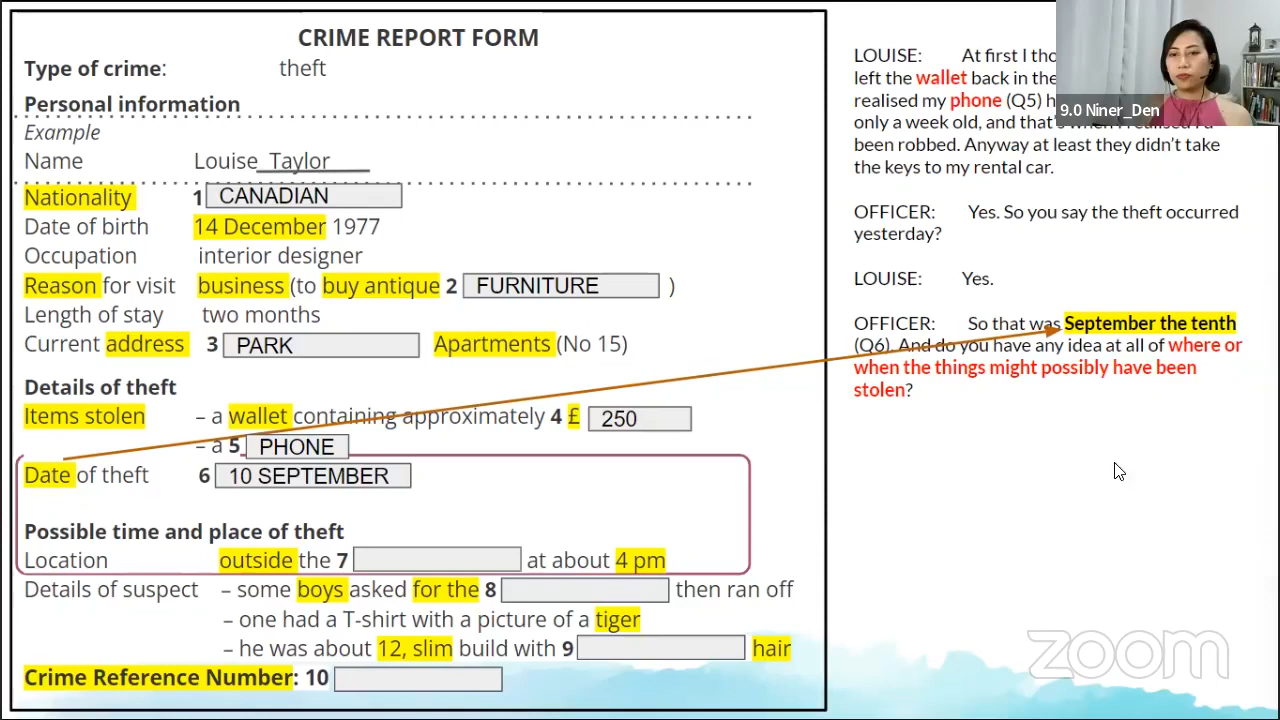 CRIME REPORT FORM
Type of crime: theft
Personal information
Example
Name Louise Taylor
Nationality 1 CANADIAN
Date of birth 14 December 1977
Occupation interior designer
Reason for visit business (to buy antique 2 FURNITURE )
Length of stay two months
Current address 3 PARK Apartments (No 15)
Details of theft
Items stolen – a wallet containing approximately 4 £ 250
– a 5 PHONE
Date of theft 6 10 SEPTEMBER
Possible time and place of theft
Location outside the 7 at about 4 pm
Details of suspect – some boys asked for the 8 then ran off
– one had a T-shirt with a picture of a tiger
– he was about 12, slim build with 9 hair
Crime Reference Number: 10
LOUISE: At first I
left the wallet back in the
realised my phone (Q5)
only a week old, and that's when I realised I'd
been robbed. Anyway at least they didn't take
the keys to my rental car.
OFFICER: Yes. So you say the theft occurred
yesterday?
LOUISE: Yes.
OFFICER: So that was September the tenth
(Q6). And do you have any idea at all of where or
when the things might possibly have been
stolen?
9.0 Niner_Den
zoom